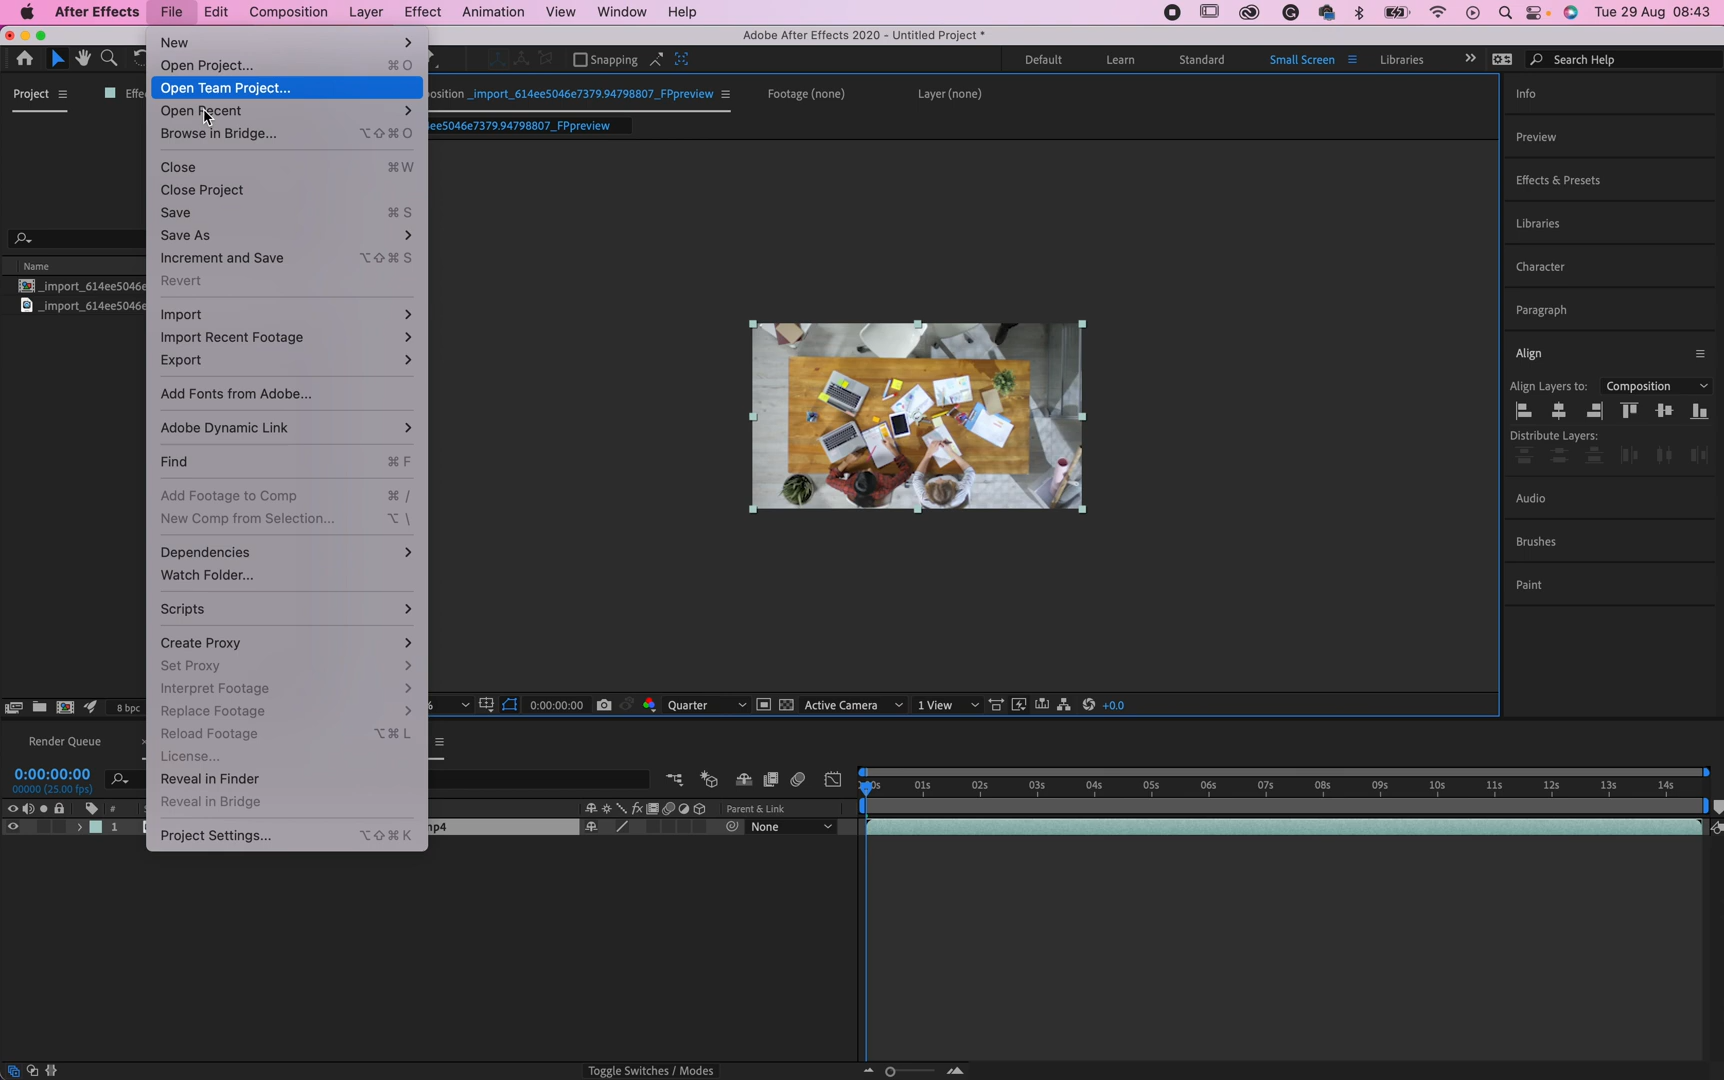 After Effects File Edit Composition Layer Effect Animation View Window Help Tue 29 Aug 08:43
Adobe After Effects 2020 - Untitled Project *
Snapping Default Learn Standard Small Screen Libraries Search Help
New
Open Project... ⌘ O
Open Team Project...
Open Recent
Browse in Bridge... ⌥⇧⌘ O
Close ⌘ W
Close Project
Save ⌘ S
Save As
Increment and Save ⌥⇧⌘ S
Revert
Import
Import Recent Footage
Export
Add Fonts from Adobe...
Adobe Dynamic Link
Find ⌘ F
Add Footage to Comp ⌘ /
New Comp from Selection... ⌥ \
Dependencies
Watch Folder...
Scripts
Create Proxy
Set Proxy
Interpret Footage
Replace Footage
Reload Footage ⌥⌘ L
License...
Reveal in Finder
Reveal in Bridge
Project Settings... ⌥⇧⌘ K
Project Effe
Name
_import_614ee5046e
_import_614ee5046e
8 bpc
osition _import_614ee5046e7379.94798807_FPpreview Footage (none) Layer (none)
ee5046e7379.94798807_FPpreview
% 0:00:00:00 Quarter Active Camera 1 View +0.0
Info
Preview
Effects & Presets
Libraries
Character
Paragraph
Align
Align Layers to: Composition
Distribute Layers:
Audio
Brushes
Paint
Render Queue
0:00:00:00
00000 (25.00 fps)
# Parent & Link
1 mp4 None
01s 02s 03s 04s 05s 06s 07s 08s 09s 10s 11s 12s 13s 14s
Toggle Switches / Modes